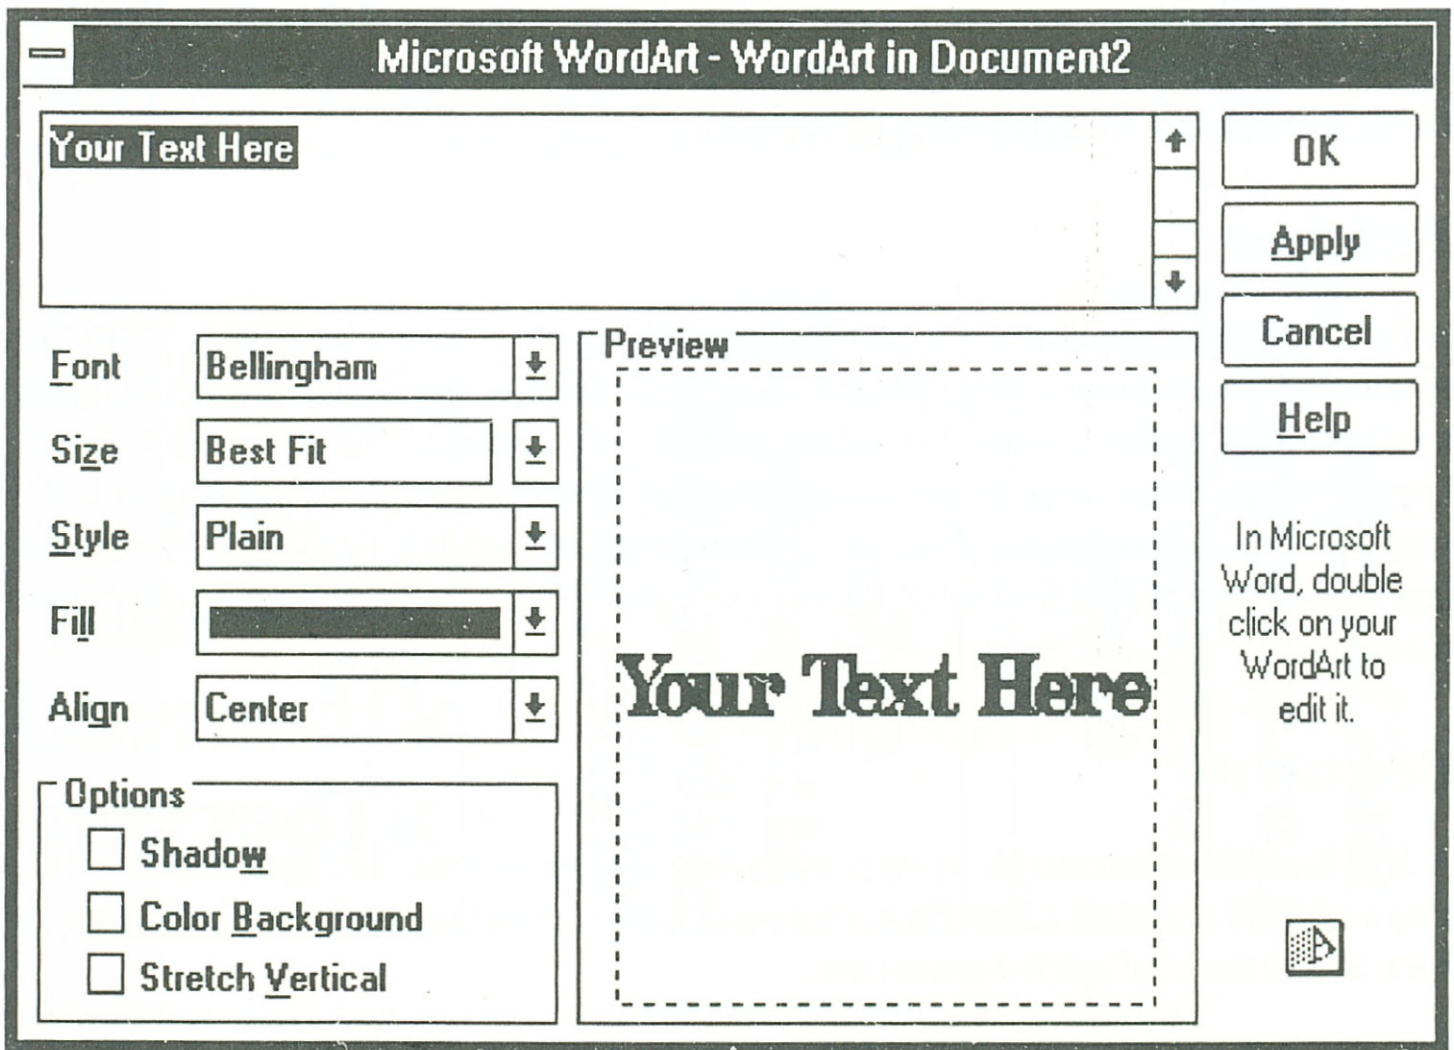 Microsoft WordArt - WordArt in Document2
Your Text Here
OK
Apply
Cancel
Help
Font
Bellingham
Size
Best Fit
Style
Plain
Fill
Align
Center
Options
Shadow
Color Background
Stretch Vertical
Preview
Your Text Here
In Microsoft
Word, double
click on your
WordArt to
edit it.
A